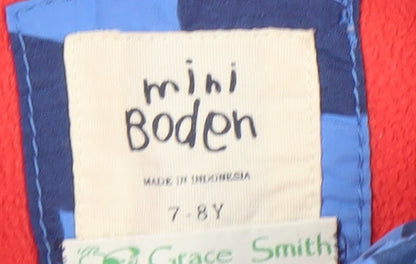 mini
Boden
MADE IN INDONESIA
7-8Y
Grace Smith